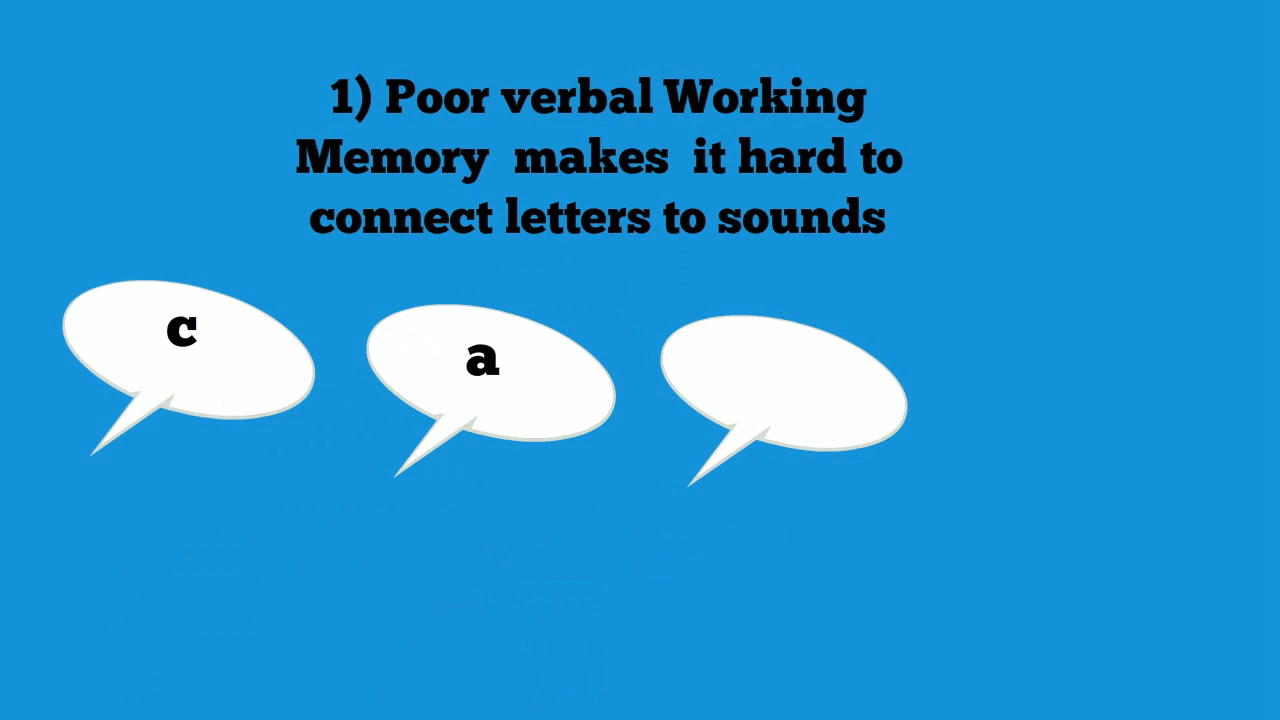 1) Poor verbal Working
Memory makes it hard to
connect letters to sounds
c
a